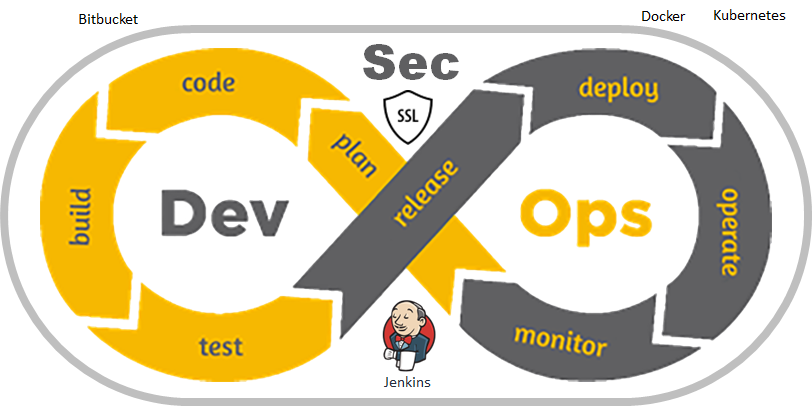 Bitbucket
Docker
Kubernetes
Sec
SSL
code
plan
build
Dev
test
release
deploy
Ops
operate
monitor
Jenkins